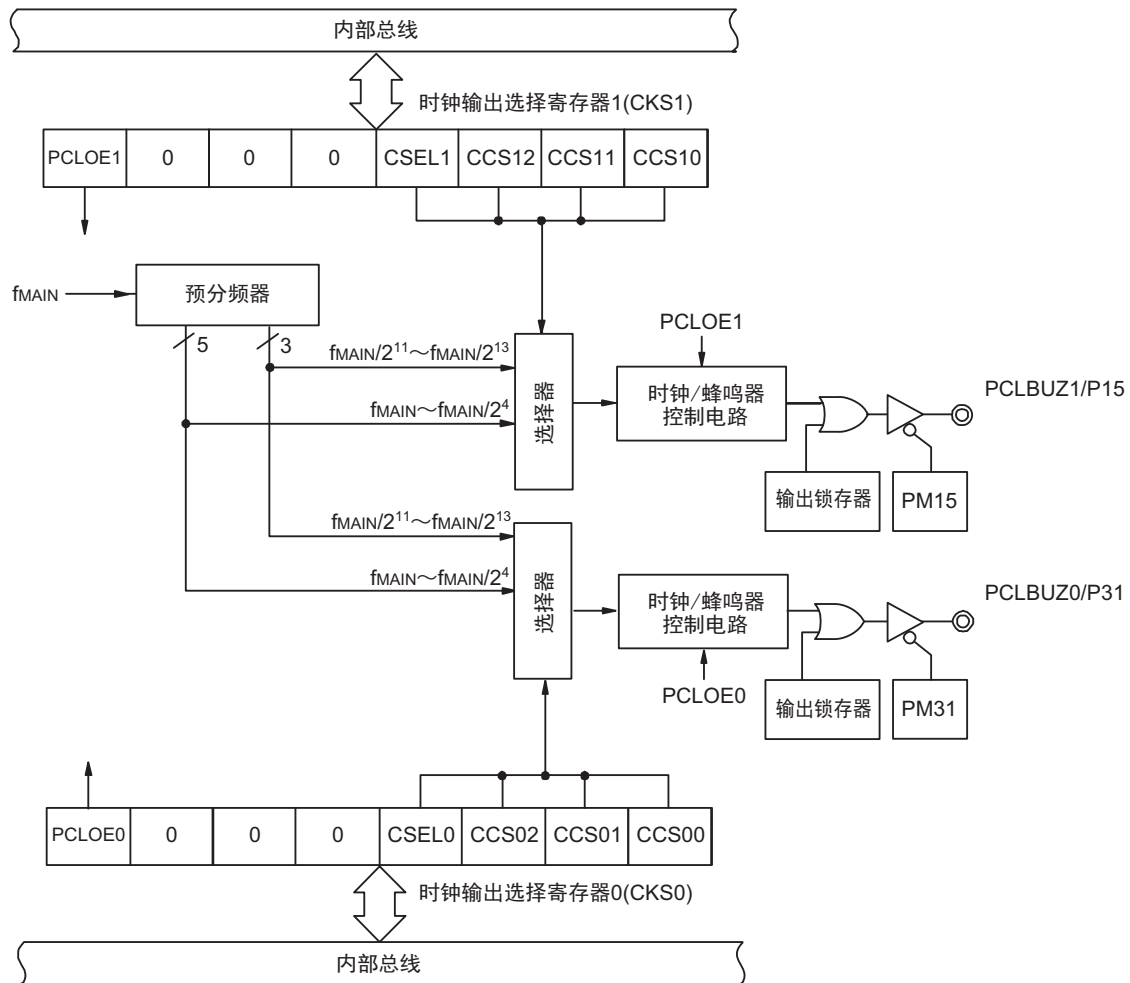 内部总线
时钟输出选择寄存器1(CKS1)
PCLOE1 0 0 0 CSEL1 CCS12 CCS11 CCS10
fMAIN
预分频器
5 3
PCLOE1
fMAIN/2¹¹～fMAIN/2¹³
fMAIN～fMAIN/2⁴
选择器
时钟/蜂鸣器
控制电路
PCLBUZ1/P15
输出锁存器
PM15
fMAIN/2¹¹～fMAIN/2¹³
fMAIN～fMAIN/2⁴
选择器
时钟/蜂鸣器
控制电路
PCLBUZ0/P31
PCLOE0
输出锁存器
PM31
PCLOE0 0 0 0 CSEL0 CCS02 CCS01 CCS00
时钟输出选择寄存器0(CKS0)
内部总线